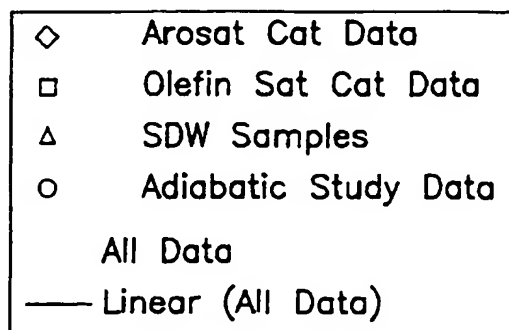 Arosat Cat Data
Olefin Sat Cat Data
SDW Samples
Adiabatic Study Data
All Data
Linear (All Data)